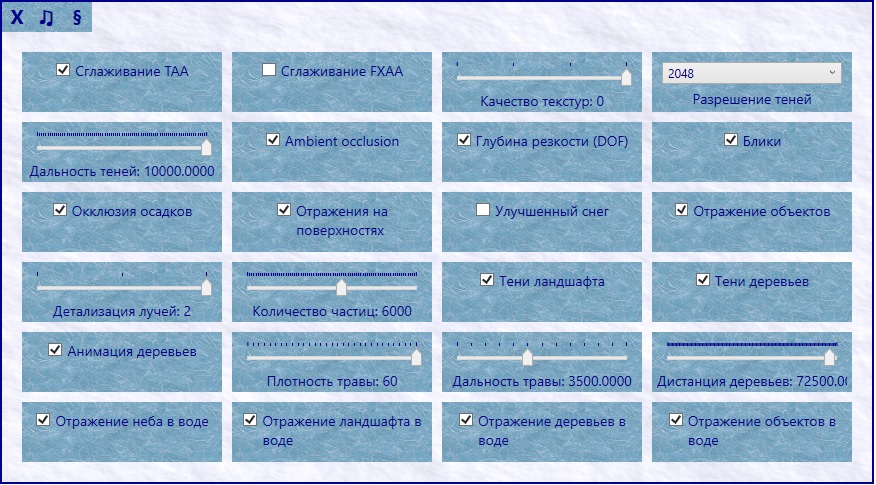 X ♫ §
Сглаживание TAA
Сглаживание FXAA
Качество текстур: 0
2048
Разрешение теней
Дальность теней: 10000.0000
Ambient occlusion
Глубина резкости (DOF)
Блики
Окклюзия осадков
Отражения на
поверхностях
Улучшенный снег
Отражение объектов
Детализация лучей: 2
Количество частиц: 6000
Тени ландшафта
Тени деревьев
Анимация деревьев
Плотность травы: 60
Дальность травы: 3500.0000
Дистанция деревьев: 72500.00
Отражение неба в воде
Отражение ландшафта в
воде
Отражение деревьев в
воде
Отражение объектов в
воде